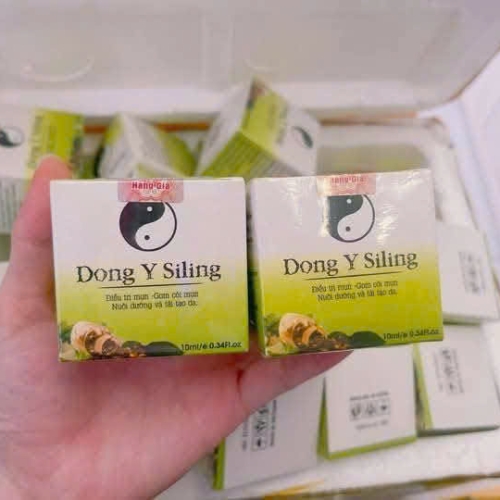 Hàng Giả
Dong Y Siling
Điều trị mụn -Gom cồi mụn
Nuôi dưỡng và tái tạo da.
10ml/e 0.34Fl.oz
Hàng Giả
Dong Y Siling
Điều trị mụn -Gom cồi mụn
Nuôi dưỡng và tái tạo da.
10ml/e 0.34Fl.oz